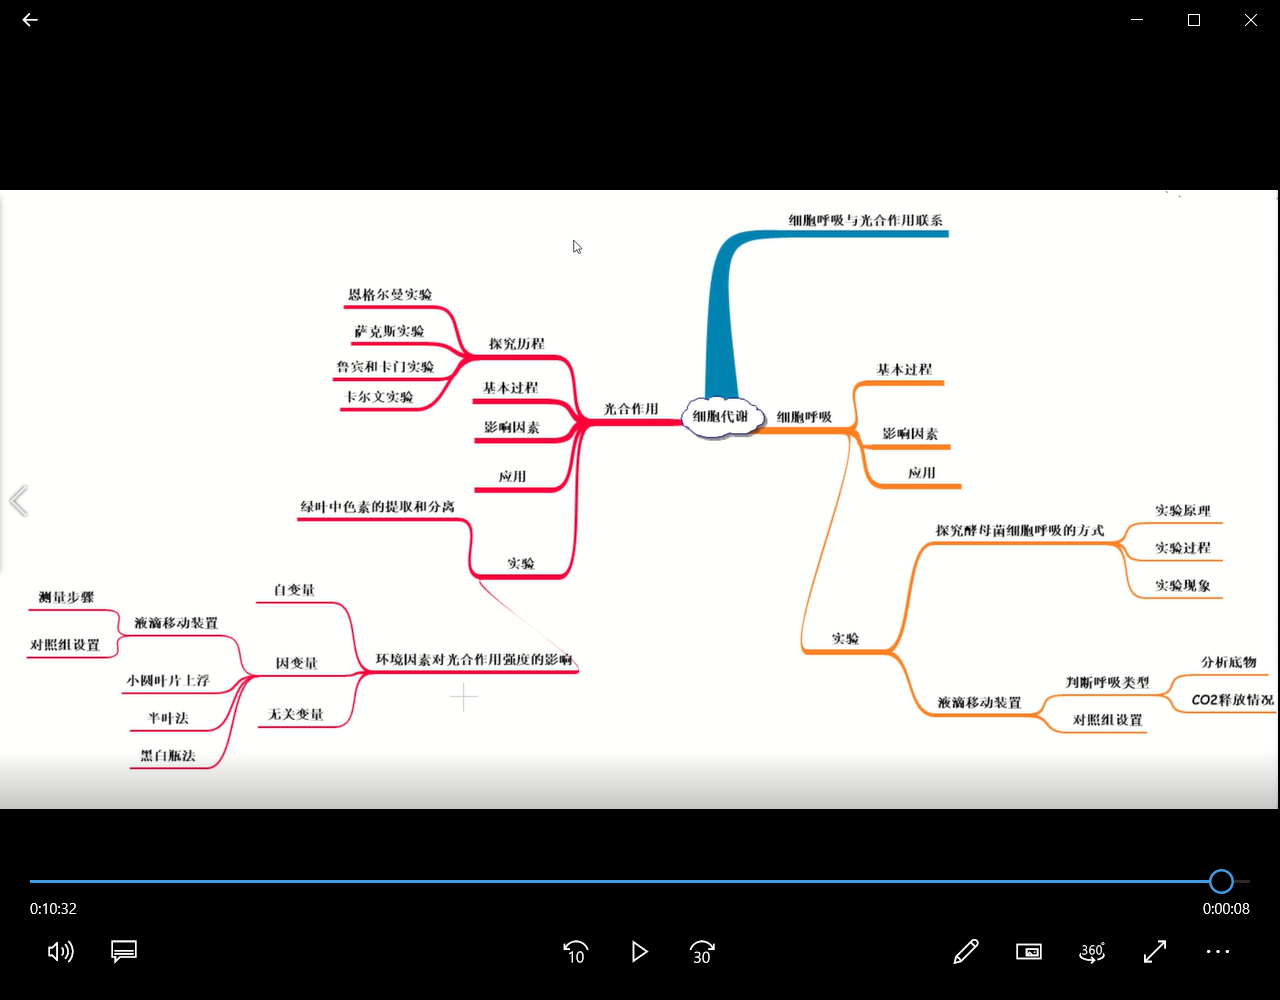 细胞呼吸与光合作用联系
恩格尔曼实验
萨克斯实验
鲁宾和卡门实验
卡尔文实验
探究历程
基本过程
影响因素
应用
光合作用
细胞代谢
细胞呼吸
基本过程
影响因素
应用
绿叶中色素的提取和分离
实验
自变量
测量步骤
对照组设置
液滴移动装置
因变量
环境因素对光合作用强度的影响
小圆叶片上浮
半叶法
黑白瓶法
无关变量
探究酵母菌细胞呼吸的方式
实验原理
实验过程
实验现象
实验
液滴移动装置
判断呼吸类型
分析底物
CO2释放情况
对照组设置
0:10:32
0:00:08
10
30
360°